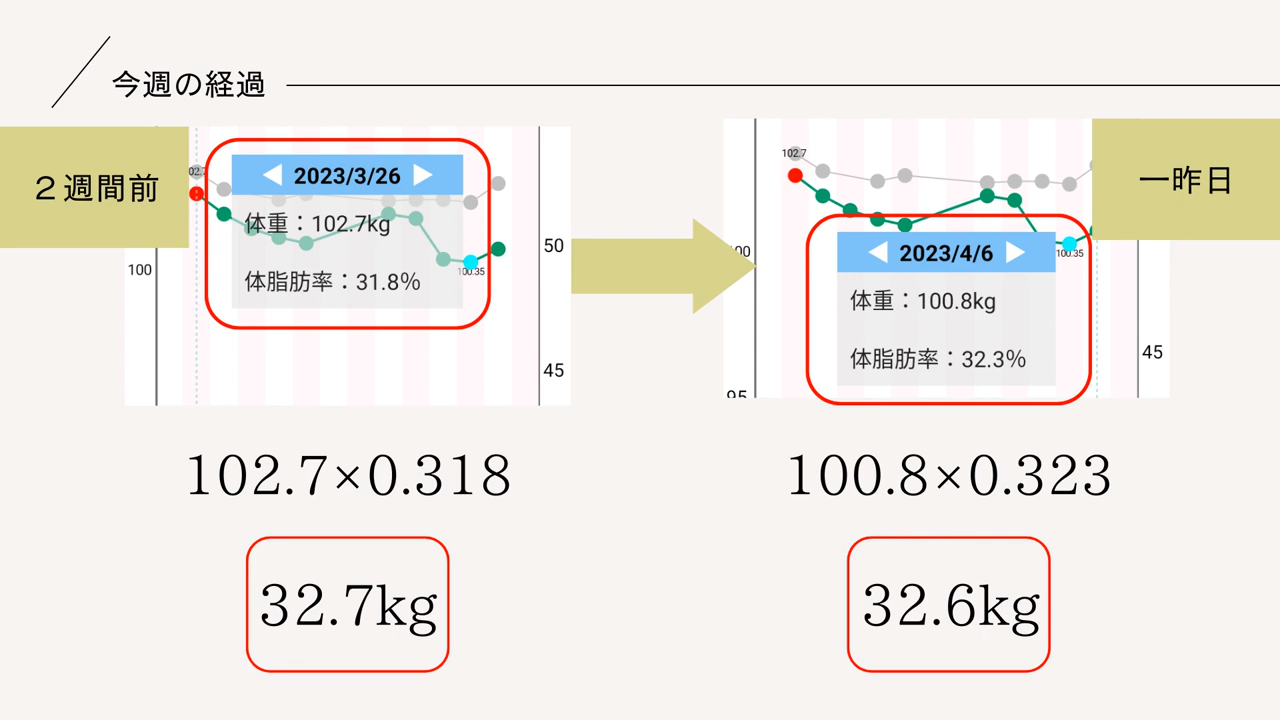 今週の経過
２週間前
102.7
2023/3/26
体重：102.7kg
体脂肪率：31.8%
100
50
45
100.35
一昨日
102.7
2023/4/6
体重：100.8kg
体脂肪率：32.3%
100.35
45
95
102.7×0.318
100.8×0.323
32.7kg
32.6kg